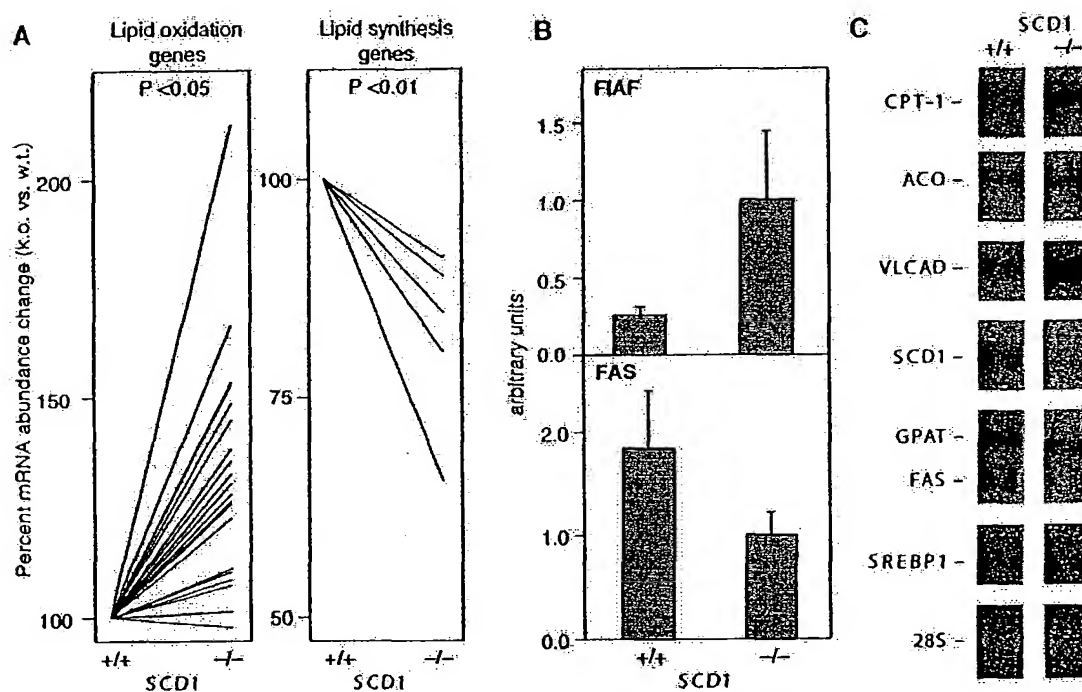 A
Lipid oxidation
genes
Lipid synthesis
genes
P <0.05
P <0.01
Percent mRNA abundance change (k.o. vs. w.t.)
200
150
100
100
75
50
+/+
–/–
+/+
–/–
SCD1
SCD1
B
FIAF
arbitrary units
1.5
1.0
0.5
0.0
FAS
2.0
1.0
0.0
+/+
–/–
SCD1
C
SCD1
+/+
–/–
CPT-1 –
ACO –
VLCAD –
SCD1 –
GPAT –
FAS –
SREBP1 –
28S –